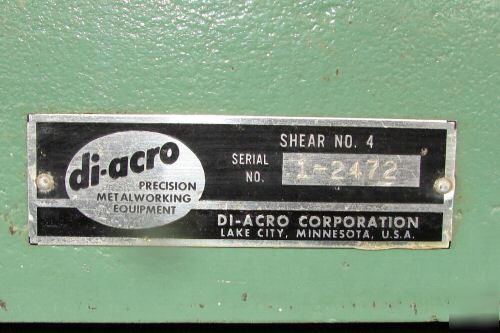 di-acro
PRECISION
METALWORKING
EQUIPMENT
SHEAR NO. 4
SERIAL
NO.
1-2472
DI-ACRO CORPORATION
LAKE CITY, MINNESOTA, U.S.A.